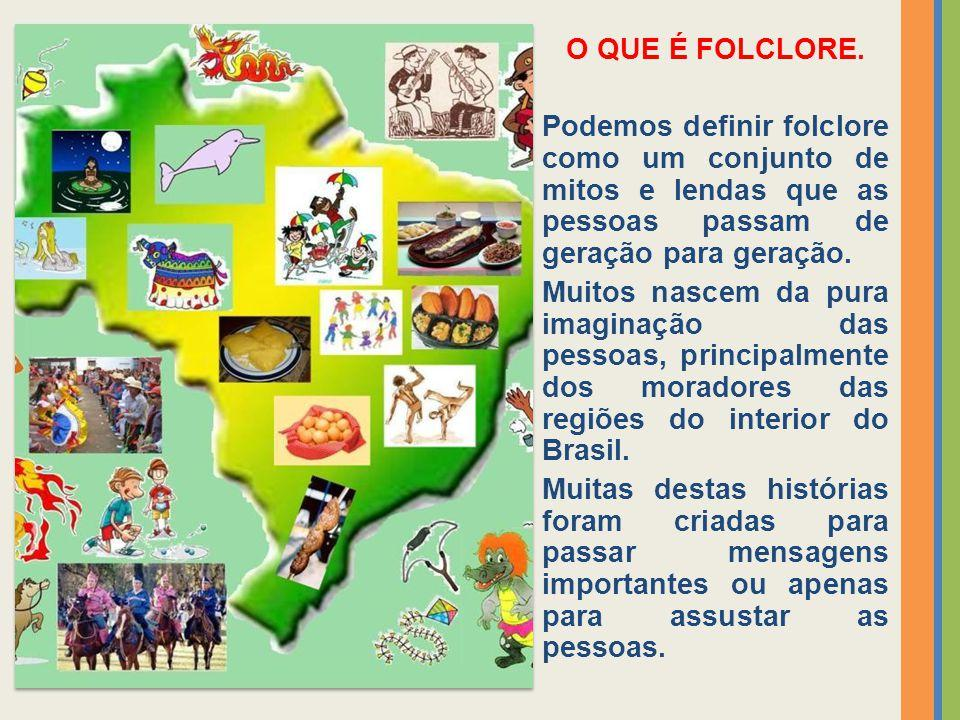 O QUE É FOLCLORE.
Podemos definir folclore
como um conjunto de
mitos e lendas que as
pessoas passam de
geração para geração.
Muitos nascem da pura
imaginação das
pessoas, principalmente
dos moradores das
regiões do interior do
Brasil.
Muitas destas histórias
foram criadas para
passar mensagens
importantes ou apenas
para assustar as
pessoas.